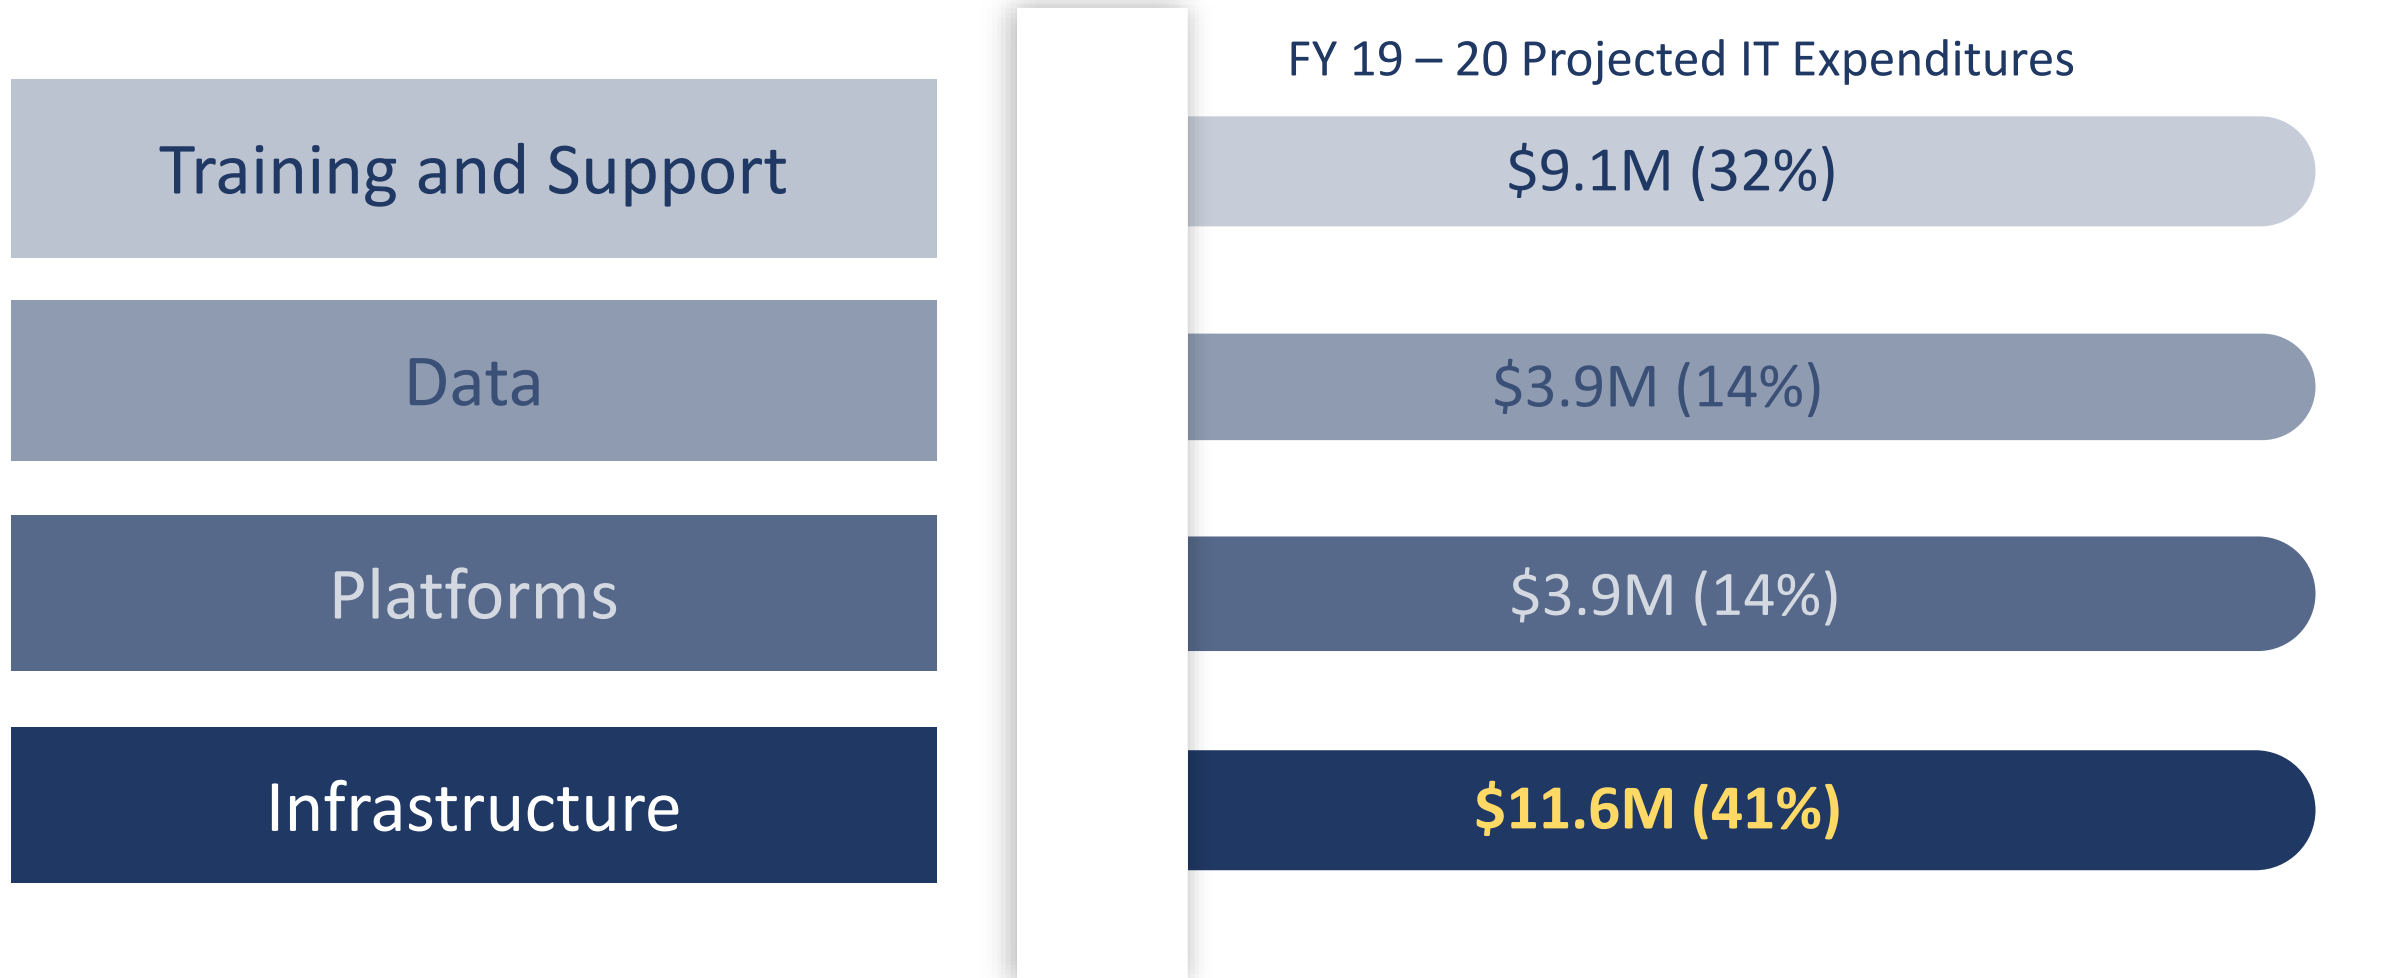 FY 19 – 20 Projected IT Expenditures
Training and Support
$9.1M (32%)
Data
$3.9M (14%)
Platforms
$3.9M (14%)
Infrastructure
$11.6M (41%)